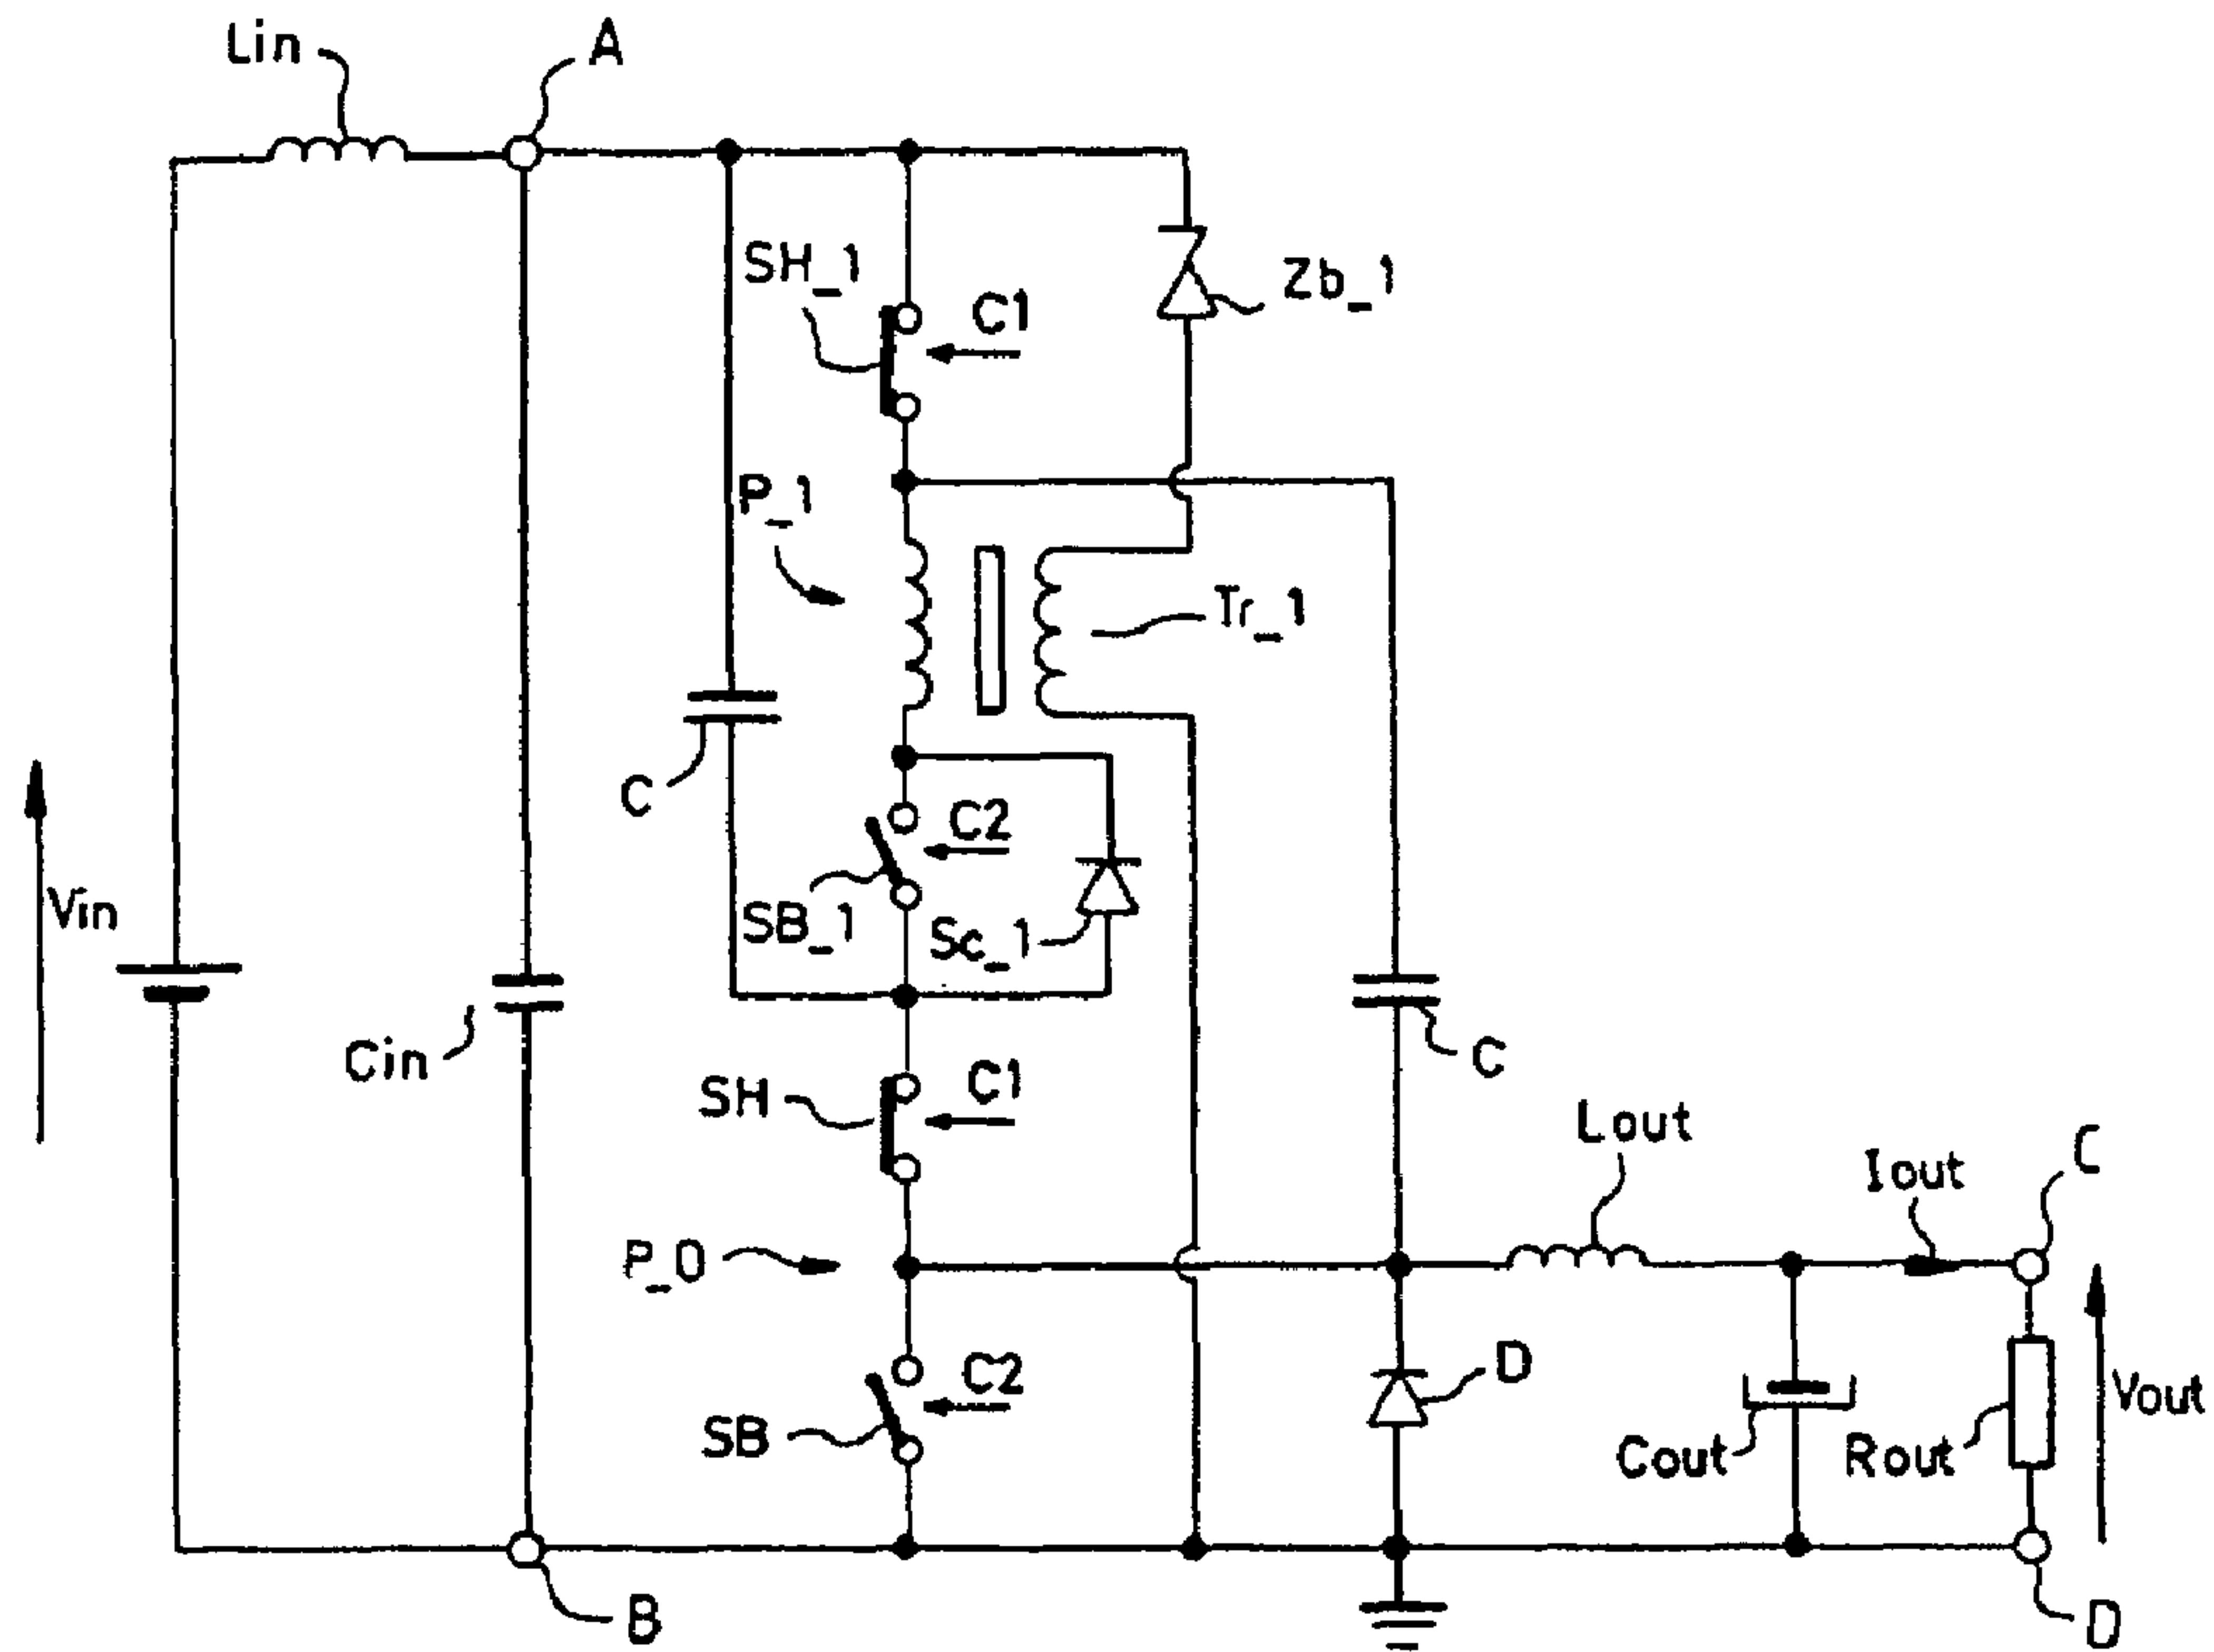 Lin
A
SH_1
C1
Zb_1
P_1
Tr_1
C
C2
Vin
SB_1
Sc_1
Cin
SH
C1
C
Lout
Iout
C
P_0
D
C2
SB
Cout
Rout
Vout
B
D